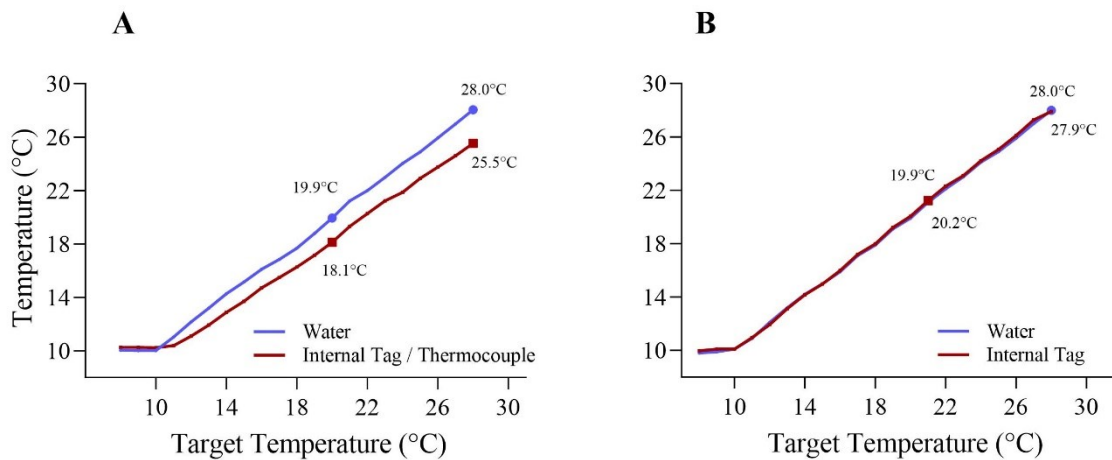 A
Temperature (°C)
30
26
22
18
14
10
28.0°C
25.5°C
19.9°C
18.1°C
Water
Internal Tag / Thermocouple
10
14
18
22
26
30
Target Temperature (°C)
B
30
26
22
18
14
10
28.0°C
27.9°C
19.9°C
20.2°C
Water
Internal Tag
10
14
18
22
26
30
Target Temperature (°C)